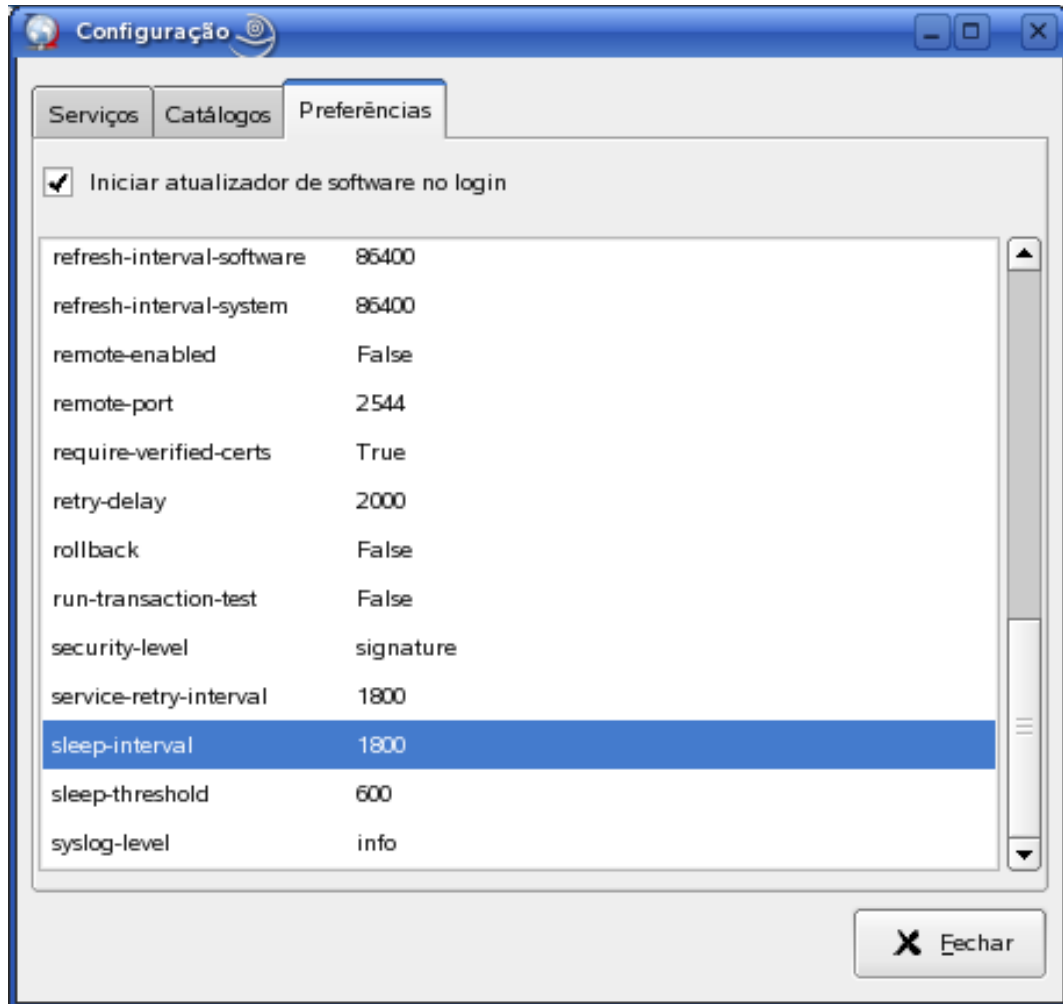 Configuração
Serviços Catálogos Preferências
Iniciar atualizador de software no login
refresh-interval-software 86400
refresh-interval-system 86400
remote-enabled False
remote-port 2544
require-verified-certs True
retry-delay 2000
rollback False
run-transaction-test False
security-level signature
service-retry-interval 1800
sleep-interval 1800
sleep-threshold 600
syslog-level info
Fechar